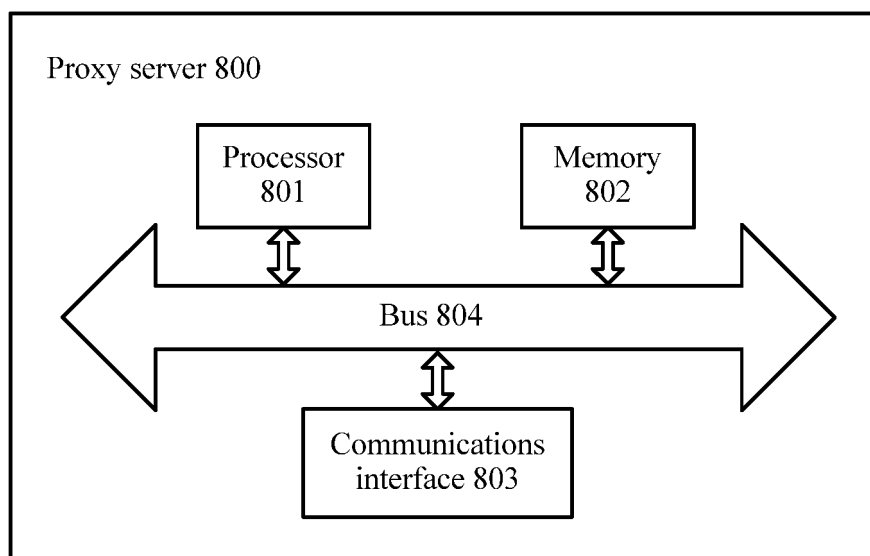 Proxy server 800
Processor
801
Memory
802
Bus 804
Communications
interface 803